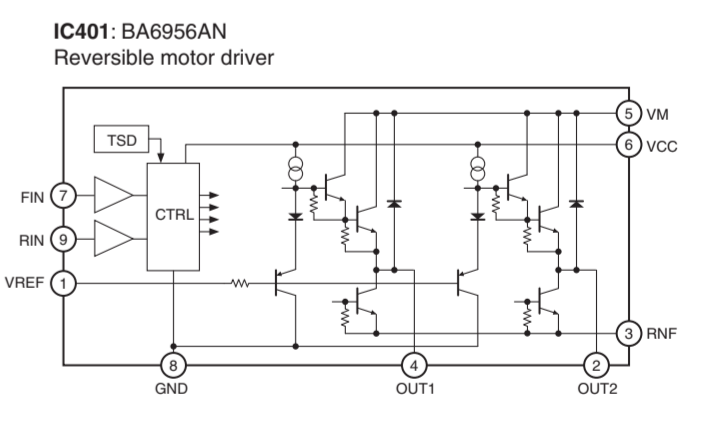 IC401: BA6956AN
Reversible motor driver
5 VM
TSD
6 VCC
FIN 7
CTRL
RIN 9
VREF 1
3 RNF
8 4 2
GND OUT1 OUT2